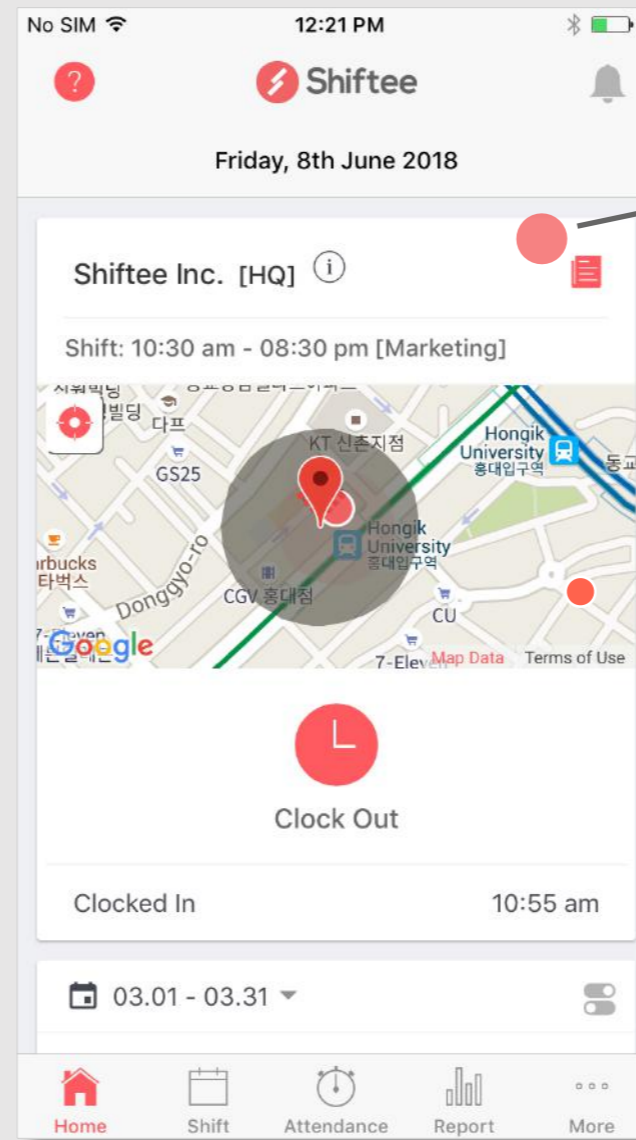 No SIM 12:21 PM
?
Shiftee
Friday, 8th June 2018
Shiftee Inc. [HQ] i
Shift: 10:30 am - 08:30 pm [Marketing]
다프
KT 신촌지점
Hongik
University
홍대입구역
GS25
Hongik
University
홍대입구역
Donggyo-ro
rbucks
타벅스
CGV 홍대점
CU
Google
7-Elev
Map Data
Terms of Use
Clock Out
Clocked In 10:55 am
03.01 - 03.31
Home Shift Attendance Report More